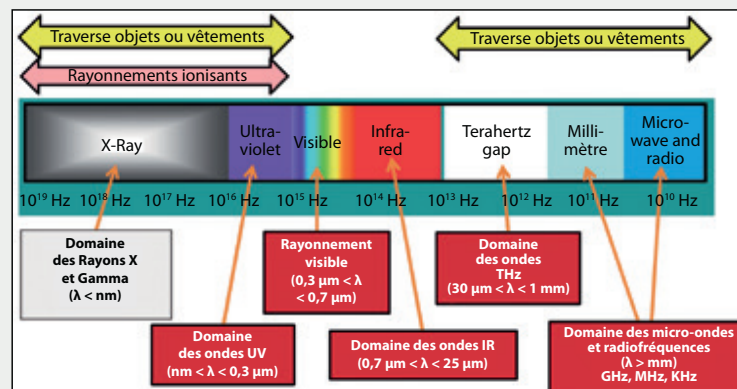 Traverse objets ou vêtements
Traverse objets ou vêtements
Rayonnements ionisants
X-Ray
Ultra-
violet
Visible
Infra-
red
Terahertz
gap
Milli-
mètre
Micro-
wave and
radio
10¹⁹ Hz 10¹⁸ Hz 10¹⁷ Hz 10¹⁶ Hz 10¹⁵ Hz 10¹⁴ Hz 10¹³ Hz 10¹² Hz 10¹¹ Hz 10¹⁰ Hz
Domaine
des Rayons X
et Gamma
(λ < nm)
Rayonnement
visible
(0,3 µm < λ
< 0,7 µm)
Domaine
des ondes
THz
(30 µm < λ < 1 mm)
Domaine
des ondes UV
(nm < λ < 0,3 µm)
Domaine des ondes IR
(0,7 µm < λ < 25 µm)
Domaine des micro-ondes
et radiofréquences
(λ > mm)
GHz, MHz, KHz